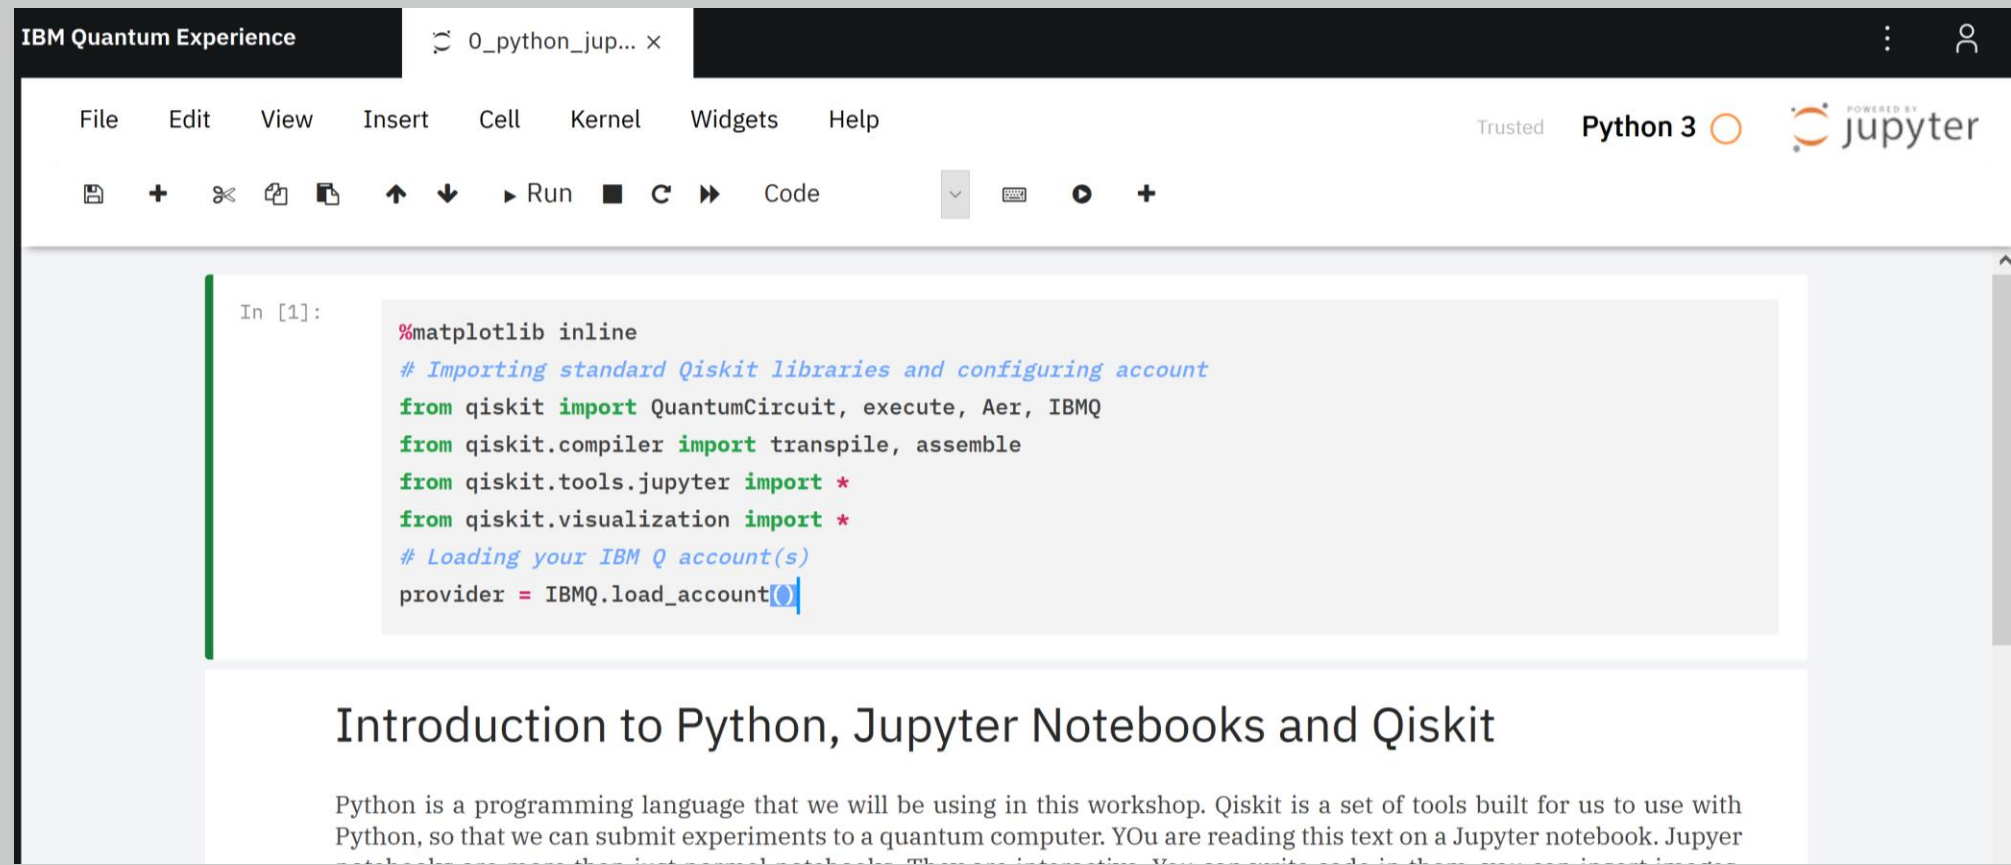 IBM Quantum Experience
0_python_jup... ×
File Edit View Insert Cell Kernel Widgets Help
Trusted Python 3
POWERED BY
jupyter
Run Code
In [1]:
%matplotlib inline
# Importing standard Qiskit libraries and configuring account
from qiskit import QuantumCircuit, execute, Aer, IBMQ
from qiskit.compiler import transpile, assemble
from qiskit.tools.jupyter import *
from qiskit.visualization import *
# Loading your IBM Q account(s)
provider = IBMQ.load_account()
Introduction to Python, Jupyter Notebooks and Qiskit
Python is a programming language that we will be using in this workshop. Qiskit is a set of tools built for us to use with
Python, so that we can submit experiments to a quantum computer. YOu are reading this text on a Jupyter notebook. Jupyer